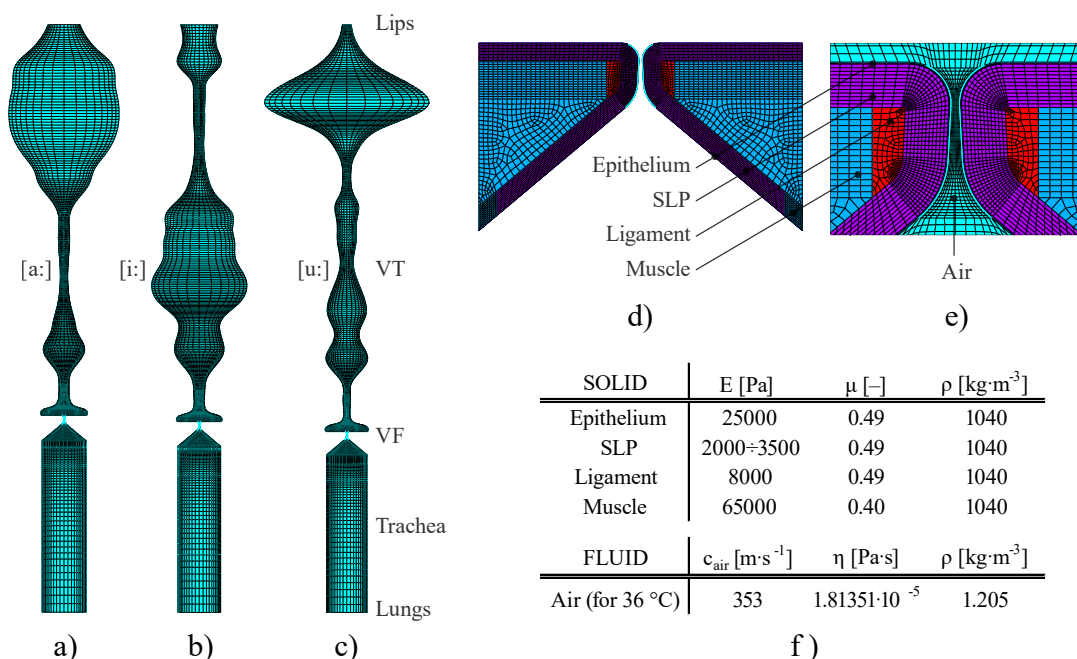 Lips
[a:] [i:] [u:] VT
VF
Trachea
Lungs
a) b) c)
Epithelium
SLP
Ligament
Muscle
Air
d) e)
SOLID E [Pa] μ [–] ρ [kg·m-3]
Epithelium 25000 0.49 1040
SLP 2000÷3500 0.49 1040
Ligament 8000 0.49 1040
Muscle 65000 0.40 1040
FLUID cair [m·s-1] η [Pa·s] ρ [kg·m-3]
Air (for 36 °C) 353 1.81351·10-5 1.205
f )